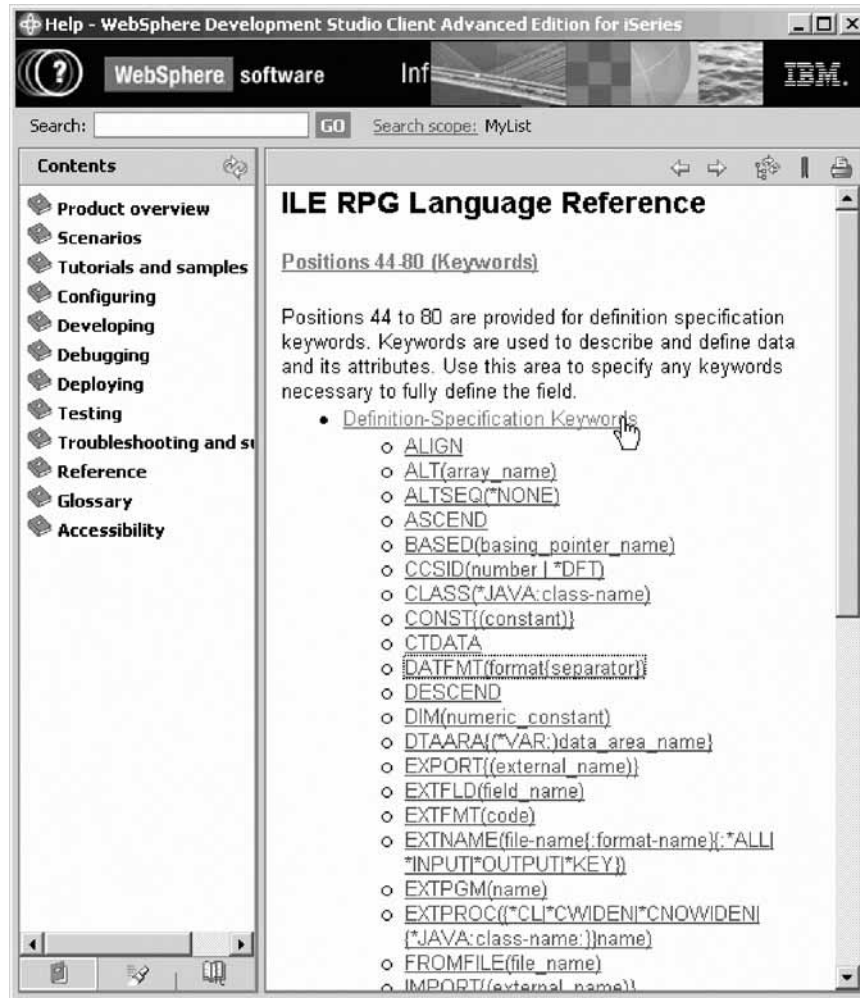 Help - WebSphere Development Studio Client Advanced Edition for iSeries
WebSphere software Inf IBM.
Search: GO Search scope: MyList
Contents
Product overview
Scenarios
Tutorials and samples
Configuring
Developing
Debugging
Deploying
Testing
Troubleshooting and su
Reference
Glossary
Accessibility
ILE RPG Language Reference
Positions 44-80 (Keywords)
Positions 44 to 80 are provided for definition specification
keywords. Keywords are used to describe and define data
and its attributes. Use this area to specify any keywords
necessary to fully define the field.
Definition-Specification Keywords
ALIGN
ALT(array_name)
ALTSEQ(*NONE)
ASCEND
BASED(basing_pointer_name)
CCSID(number | *DFT)
CLASS(*JAVA:class-name)
CONST{(constant)}
CTDATA
DATFMT(format{separator})
DESCEND
DIM(numeric_constant)
DTAARA{(*VAR:)data_area_name}
EXPORT{(external_name)}
EXTFLD(field_name)
EXTFMT(code)
EXTNAME(file-name{:format-name}{:*ALL|
*INPUT|*OUTPUT|*KEY})
EXTPGM(name)
EXTPROC({*CL|*CWIDEN|*CNOWIDEN|
{*JAVA:class-name:}}name)
FROMFILE(file_name)
IMPORT{(external_name)}